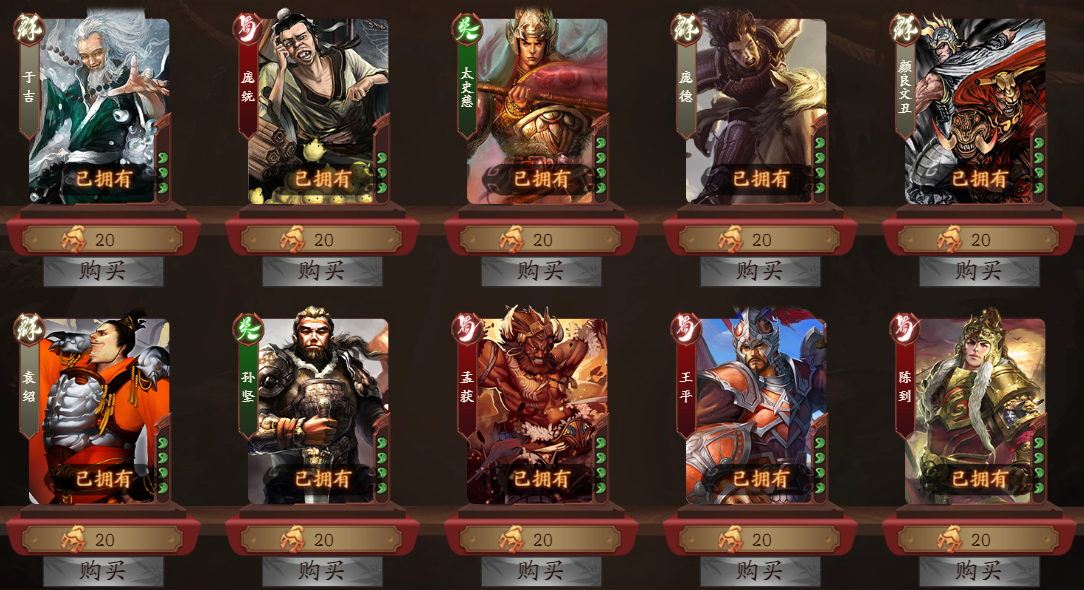 群
于吉
已拥有
20
购买
蜀
庞统
已拥有
20
购买
吴
太史慈
已拥有
20
购买
群
庞德
已拥有
20
购买
群
颜良文丑
已拥有
20
购买
群
袁绍
已拥有
20
购买
吴
孙坚
已拥有
20
购买
蜀
孟获
已拥有
20
购买
蜀
王平
已拥有
20
购买
蜀
陈到
已拥有
20
购买